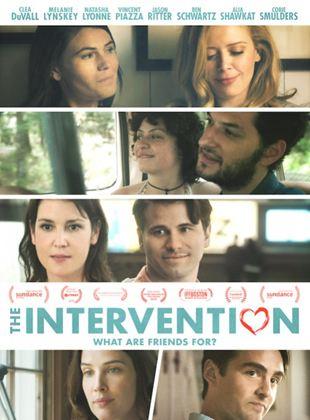 CLEA DUVALL MELANIE LYNSKEY NATASHA LYONNE VINCENT PIAZZA JASON RITTER BEN SCHWARTZ ALIA SHAWKAT COBIE SMULDERS
sundance
sundance
THE INTERVENTION
WHAT ARE FRIENDS FOR?